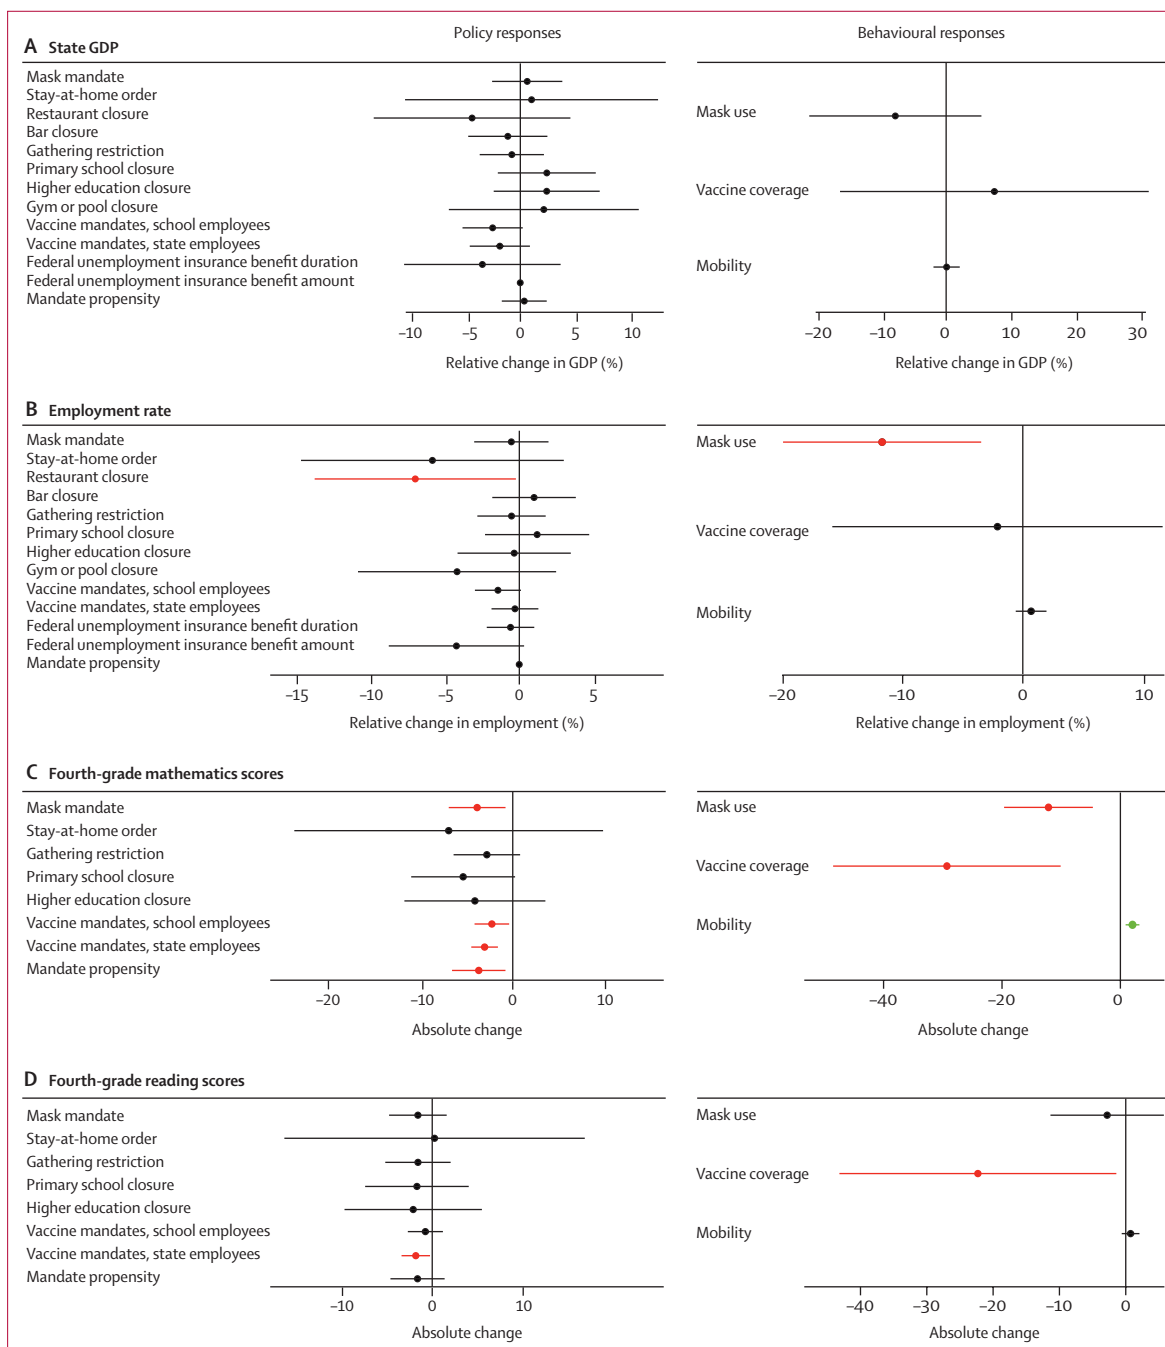 Policy responses
Behavioural responses
A State GDP
Mask mandate
Stay-at-home order
Restaurant closure
Bar closure
Gathering restriction
Primary school closure
Higher education closure
Gym or pool closure
Vaccine mandates, school employees
Vaccine mandates, state employees
Federal unemployment insurance benefit duration
Federal unemployment insurance benefit amount
Mandate propensity
−10 −5 0 5 10
Relative change in GDP (%)
Mask use
Vaccine coverage
Mobility
−20 −10 0 10 20 30
Relative change in GDP (%)
B Employment rate
Mask mandate
Stay-at-home order
Restaurant closure
Bar closure
Gathering restriction
Primary school closure
Higher education closure
Gym or pool closure
Vaccine mandates, school employees
Vaccine mandates, state employees
Federal unemployment insurance benefit duration
Federal unemployment insurance benefit amount
Mandate propensity
−15 −10 −5 0 5
Relative change in employment (%)
Mask use
Vaccine coverage
Mobility
−20 −10 0 10
Relative change in employment (%)
C Fourth-grade mathematics scores
Mask mandate
Stay-at-home order
Gathering restriction
Primary school closure
Higher education closure
Vaccine mandates, school employees
Vaccine mandates, state employees
Mandate propensity
−20 −10 0 10
Absolute change
Mask use
Vaccine coverage
Mobility
−40 −20 0
Absolute change
D Fourth-grade reading scores
Mask mandate
Stay-at-home order
Gathering restriction
Primary school closure
Higher education closure
Vaccine mandates, school employees
Vaccine mandates, state employees
Mandate propensity
−10 0 10
Absolute change
Mask use
Vaccine coverage
Mobility
−40 −30 −20 −10 0
Absolute change